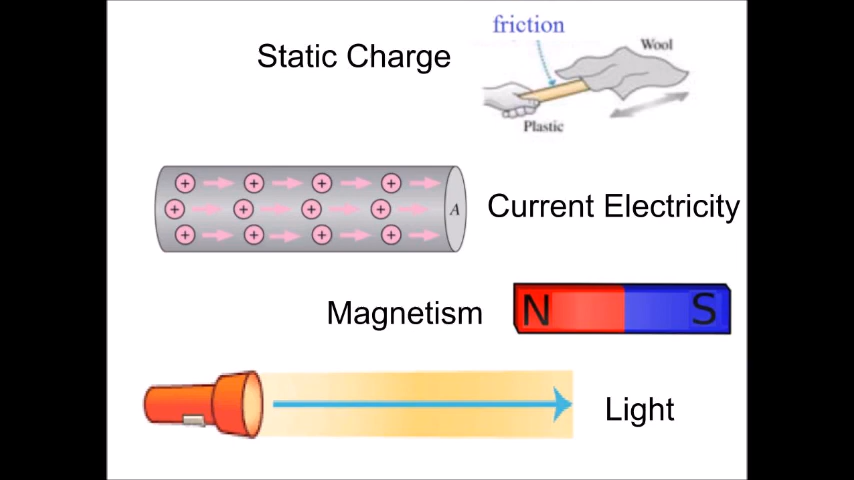 friction
Static Charge
Wool
Plastic
+ + + +
+ + + + A
+ + + +
Current Electricity
Magnetism
N S
Light